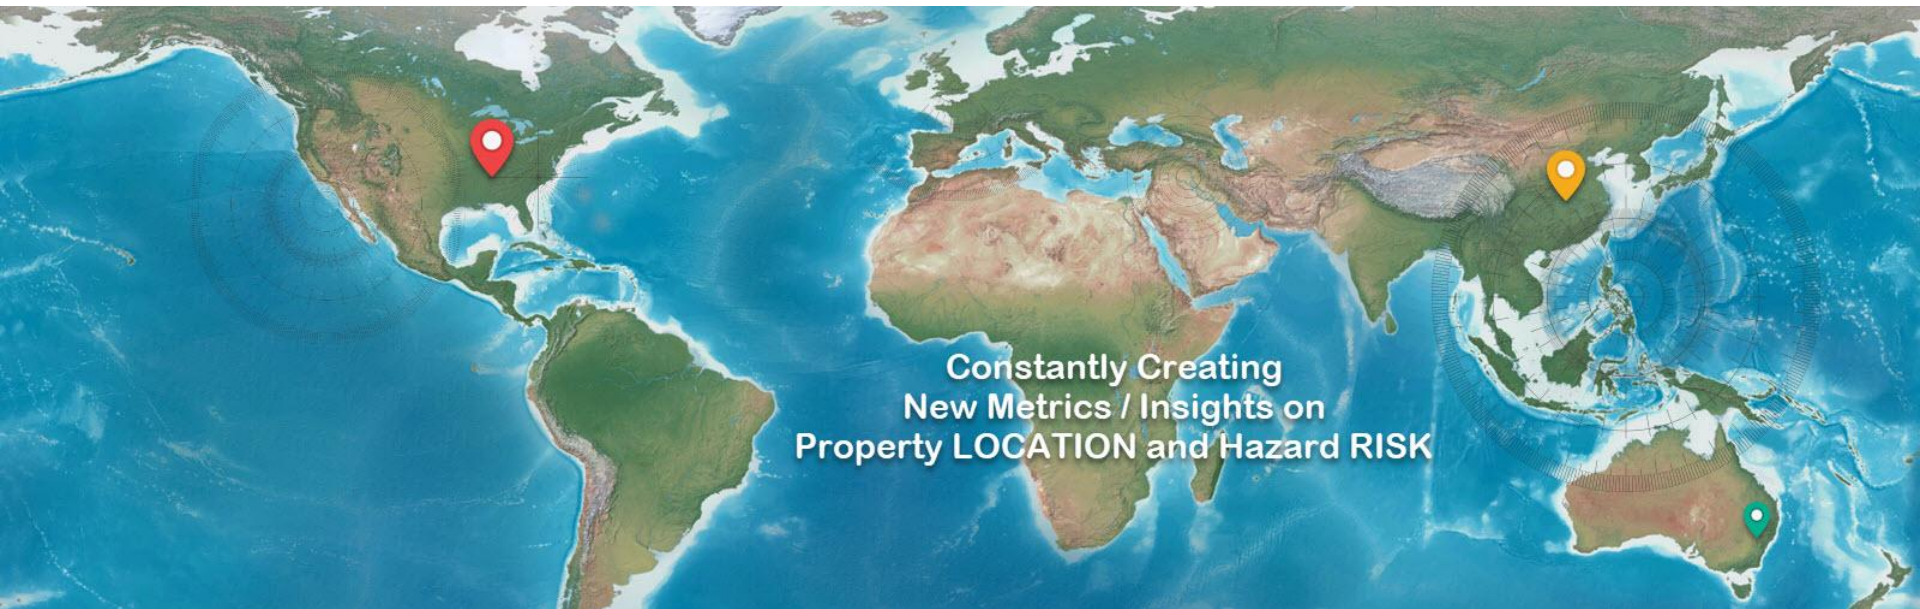 Constantly Creating
New Metrics / Insights on
Property LOCATION and Hazard RISK